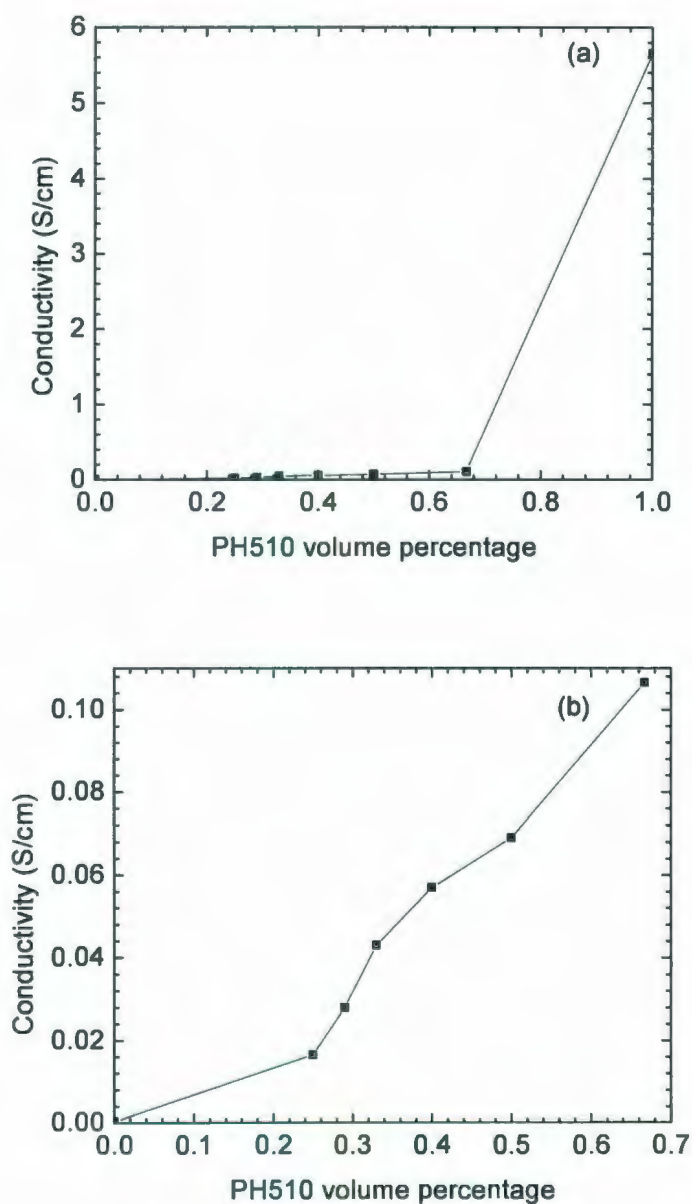 (a)
6
5
4
3
2
1
0
Conductivity (S/cm)
0.0 0.2 0.4 0.6 0.8 1.0
PH510 volume percentage
(b)
0.10
0.08
0.06
0.04
0.02
0.00
Conductivity (S/cm)
0.0 0.1 0.2 0.3 0.4 0.5 0.6 0.7
PH510 volume percentage